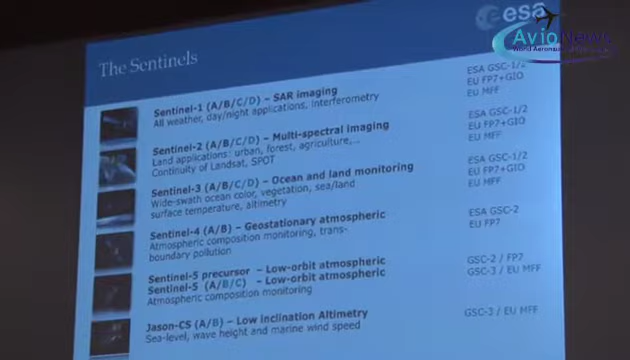 esa
AvioNews
World Aeronautical
The Sentinels
Sentinel-1 (A/B/C/D) – SAR imaging
All weather, day/night applications, interferometry
ESA GSC-1/2
EU FP7+GIO
EU MFF
Sentinel-2 (A/B/C/D) – Multi-spectral imaging
Land applications: urban, forest, agriculture,...
Continuity of Landsat, SPOT
ESA GSC-1/2
EU FP7+GIO
EU MFF
Sentinel-3 (A/B/C/D) – Ocean and land monitoring
Wide-swath ocean color, vegetation, sea/land
surface temperature, altimetry
ESA GSC-1/2
EU FP7+GIO
EU MFF
Sentinel-4 (A/B) – Geostationary atmospheric
Atmospheric composition monitoring, trans-
boundary pollution
ESA GSC-2
EU FP7
Sentinel-5 precursor – Low-orbit atmospheric
Sentinel-5 (A/B/C) – Low-orbit atmospheric
Atmospheric composition monitoring
GSC-2 / FP7
GSC-3 / EU MFF
Jason-CS (A/B) – Low inclination Altimetry
Sea-level, wave height and marine wind speed
GSC-3 / EU MFF